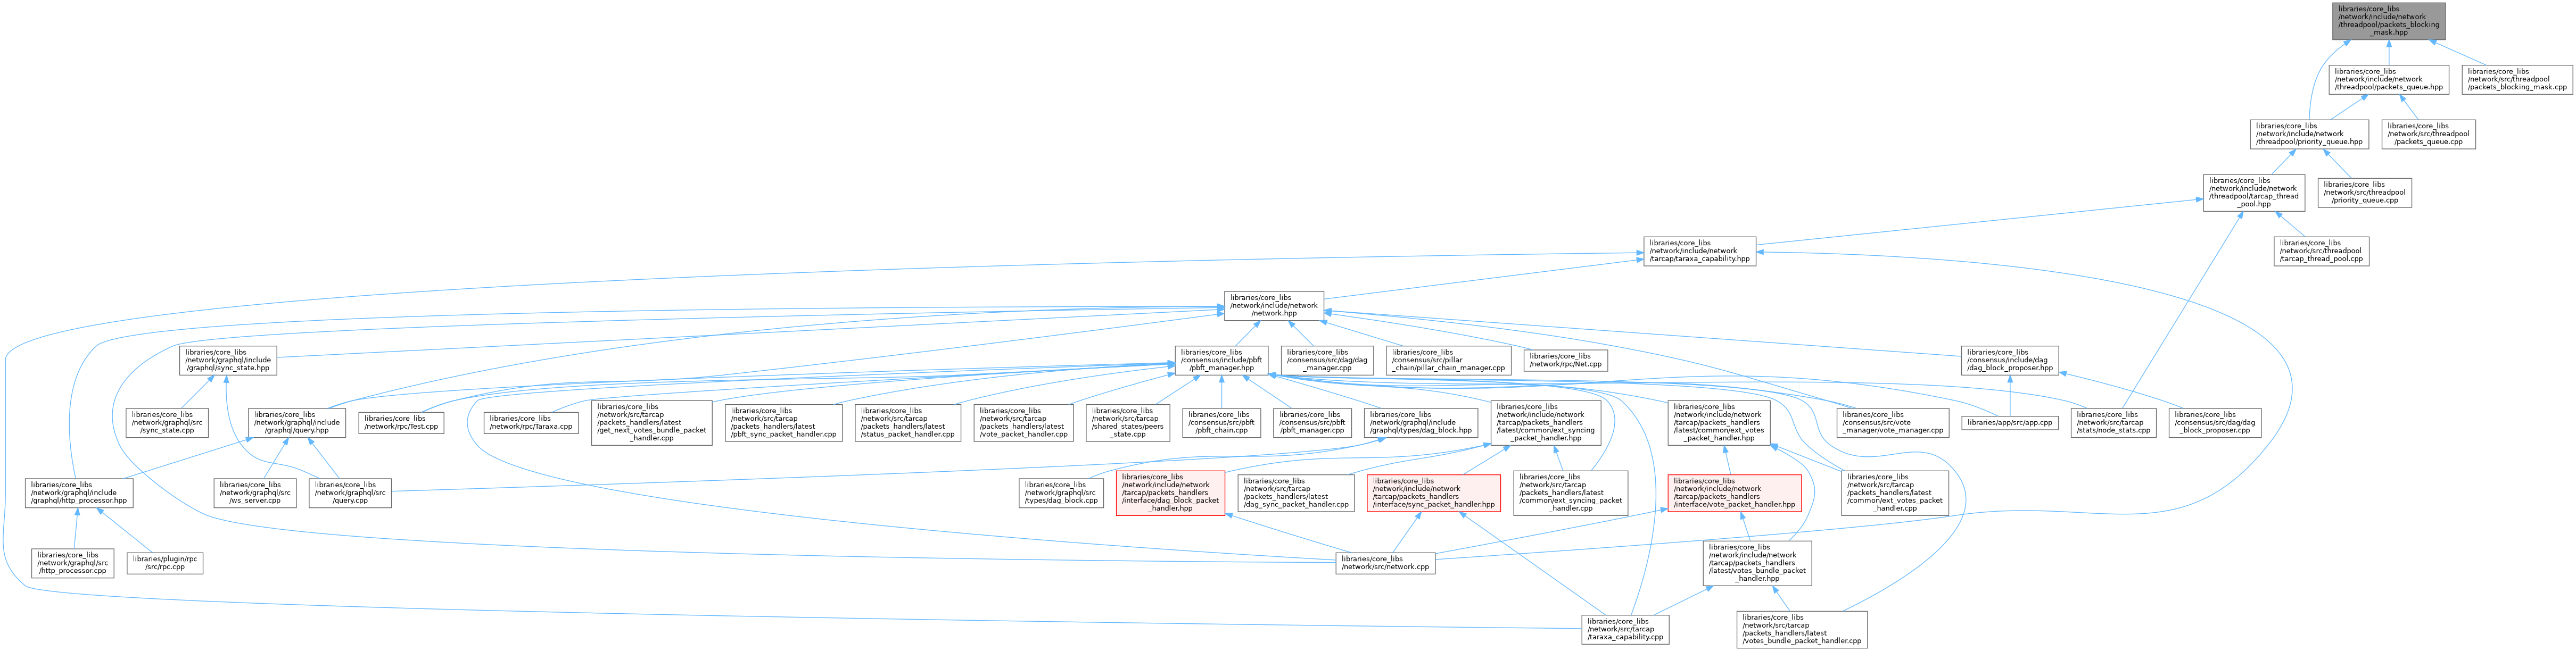 libraries/core_libs
/network/include/network
/threadpool/packets_blocking
_mask.hpp
libraries/core_libs
/network/include/network
/threadpool/packets_queue.hpp
libraries/core_libs
/network/src/threadpool
/packets_blocking_mask.cpp
libraries/core_libs
/network/include/network
/threadpool/priority_queue.hpp
libraries/core_libs
/network/src/threadpool
/packets_queue.cpp
libraries/core_libs
/network/include/network
/threadpool/tarcap_thread
_pool.hpp
libraries/core_libs
/network/src/threadpool
/priority_queue.cpp
libraries/core_libs
/network/include/network
/tarcap/taraxa_capability.hpp
libraries/core_libs
/network/src/threadpool
/tarcap_thread_pool.cpp
libraries/core_libs
/network/include/network
/network.hpp
libraries/core_libs
/network/graphql/include
/graphql/sync_state.hpp
libraries/core_libs
/consensus/include/pbft
/pbft_manager.hpp
libraries/core_libs
/consensus/src/dag/dag
_manager.cpp
libraries/core_libs
/consensus/src/pillar
_chain/pillar_chain_manager.cpp
libraries/core_libs
/network/rpc/Net.cpp
libraries/core_libs
/consensus/include/dag
/dag_block_proposer.hpp
libraries/core_libs
/network/graphql/src
/sync_state.cpp
libraries/core_libs
/network/graphql/include
/graphql/query.hpp
libraries/core_libs
/network/rpc/Test.cpp
libraries/core_libs
/network/rpc/Taraxa.cpp
libraries/core_libs
/network/src/tarcap
/packets_handlers/latest
/get_next_votes_bundle_packet
_handler.cpp
libraries/core_libs
/network/src/tarcap
/packets_handlers/latest
/pbft_sync_packet_handler.cpp
libraries/core_libs
/network/src/tarcap
/packets_handlers/latest
/status_packet_handler.cpp
libraries/core_libs
/network/src/tarcap
/packets_handlers/latest
/vote_packet_handler.cpp
libraries/core_libs
/network/src/tarcap
/shared_states/peers
_state.cpp
libraries/core_libs
/consensus/src/pbft
/pbft_chain.cpp
libraries/core_libs
/consensus/src/pbft
/pbft_manager.cpp
libraries/core_libs
/network/graphql/include
/graphql/types/dag_block.hpp
libraries/core_libs
/network/include/network
/tarcap/packets_handlers
/latest/common/ext_syncing
_packet_handler.hpp
libraries/core_libs
/network/include/network
/tarcap/packets_handlers
/latest/common/ext_votes
_packet_handler.hpp
libraries/core_libs
/consensus/src/vote
_manager/vote_manager.cpp
libraries/app/src/app.cpp
libraries/core_libs
/network/src/tarcap
/stats/node_stats.cpp
libraries/core_libs
/consensus/src/dag/dag
_block_proposer.cpp
libraries/core_libs
/network/graphql/include
/graphql/http_processor.hpp
libraries/core_libs
/network/graphql/src
/ws_server.cpp
libraries/core_libs
/network/graphql/src
/query.cpp
libraries/core_libs
/network/graphql/src
/types/dag_block.cpp
libraries/core_libs
/network/include/network
/tarcap/packets_handlers
/interface/dag_block_packet
_handler.hpp
libraries/core_libs
/network/src/tarcap
/packets_handlers/latest
/dag_sync_packet_handler.cpp
libraries/core_libs
/network/include/network
/tarcap/packets_handlers
/interface/sync_packet_handler.hpp
libraries/core_libs
/network/src/tarcap
/packets_handlers/latest
/common/ext_syncing_packet
_handler.cpp
libraries/core_libs
/network/include/network
/tarcap/packets_handlers
/interface/vote_packet_handler.hpp
libraries/core_libs
/network/src/tarcap
/packets_handlers/latest
/common/ext_votes_packet
_handler.cpp
libraries/core_libs
/network/graphql/src
/http_processor.cpp
libraries/plugin/rpc
/src/rpc.cpp
libraries/core_libs
/network/src/network.cpp
libraries/core_libs
/network/include/network
/tarcap/packets_handlers
/latest/votes_bundle_packet
_handler.hpp
libraries/core_libs
/network/src/tarcap
/taraxa_capability.cpp
libraries/core_libs
/network/src/tarcap
/packets_handlers/latest
/votes_bundle_packet_handler.cpp